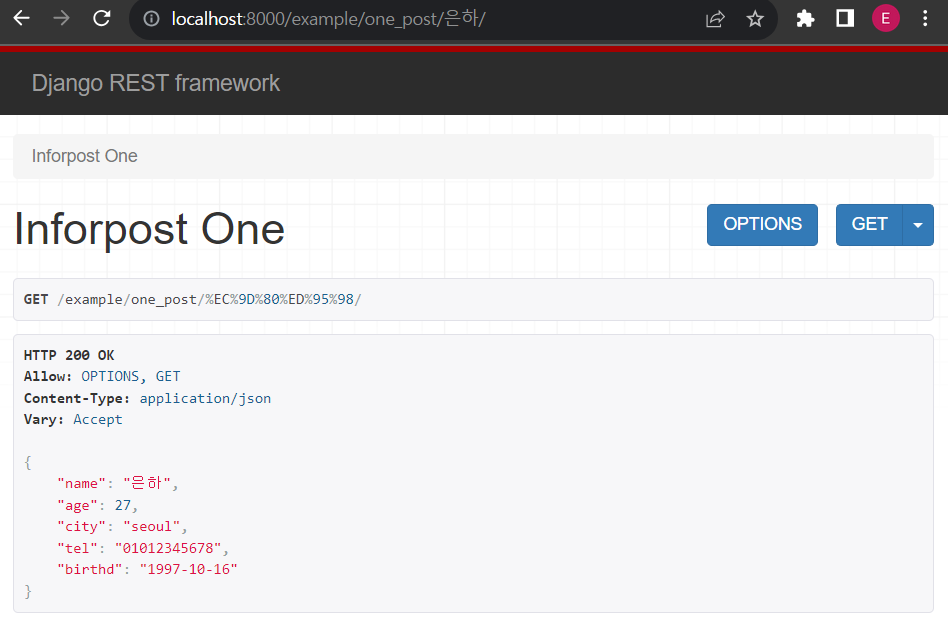 localhost:8000/example/one_post/은하/
E
Django REST framework
Inforpost One
Inforpost One
OPTIONS
GET
GET /example/one_post/%EC%9D%80%ED%95%98/
HTTP 200 OK
Allow: OPTIONS, GET
Content-Type: application/json
Vary: Accept
{
    "name": "은하",
    "age": 27,
    "city": "seoul",
    "tel": "01012345678",
    "birthd": "1997-10-16"
}